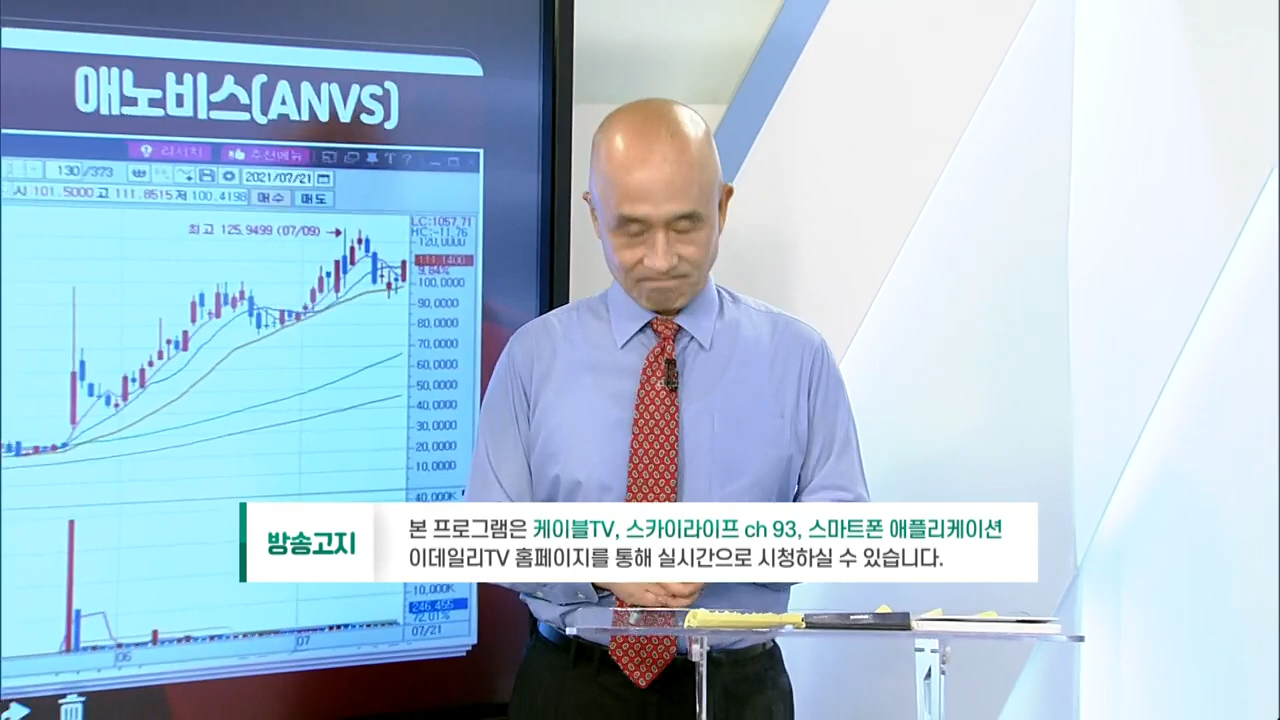 애노비스(ANVS)
리서치 추천메뉴
130/373 2021/07/21
시 101.5000 고 111.8515 저 100.4198 매수 매도
LC:1057.71
최고 125.9499 (07/09)
HC:-11.76
120,0000
111.1400
9.84%
100,0000
90,0000
80,0000
70,0000
60,0000
50,0000
40,0000
30,0000
20,0000
10,0000
40,000K
방송고지
본 프로그램은 케이블TV, 스카이라이프 ch 93, 스마트폰 애플리케이션
이데일리TV 홈페이지를 통해 실시간으로 시청하실 수 있습니다.
10,000K
246,455
72.01%
06 07 07/21